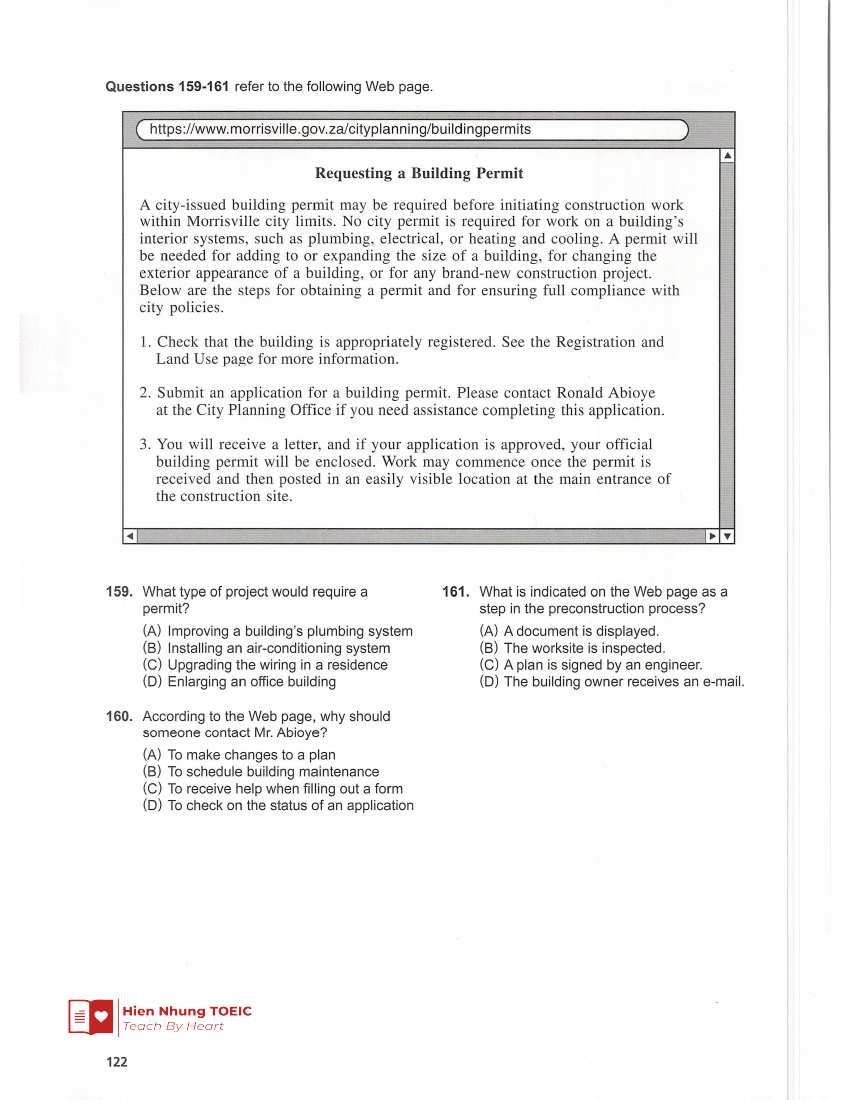 Questions 159-161 refer to the following Web page.
https://www.morrisville.gov.za/cityplanning/buildingpermits
Requesting a Building Permit
A city-issued building permit may be required before initiating construction work
within Morrisville city limits. No city permit is required for work on a building's
interior systems, such as plumbing, electrical, or heating and cooling. A permit will
be needed for adding to or expanding the size of a building, for changing the
exterior appearance of a building, or for any brand-new construction project.
Below are the steps for obtaining a permit and for ensuring full compliance with
city policies.
1. Check that the building is appropriately registered. See the Registration and
Land Use page for more information.
2. Submit an application for a building permit. Please contact Ronald Abioye
at the City Planning Office if you need assistance completing this application.
3. You will receive a letter, and if your application is approved, your official
building permit will be enclosed. Work may commence once the permit is
received and then posted in an easily visible location at the main entrance of
the construction site.
159. What type of project would require a
permit?
(A) Improving a building's plumbing system
(B) Installing an air-conditioning system
(C) Upgrading the wiring in a residence
(D) Enlarging an office building
160. According to the Web page, why should
someone contact Mr. Abioye?
(A) To make changes to a plan
(B) To schedule building maintenance
(C) To receive help when filling out a form
(D) To check on the status of an application
161. What is indicated on the Web page as a
step in the preconstruction process?
(A) A document is displayed.
(B) The worksite is inspected.
(C) A plan is signed by an engineer.
(D) The building owner receives an e-mail.
Hien Nhung TOEIC
Teach By Heart
122